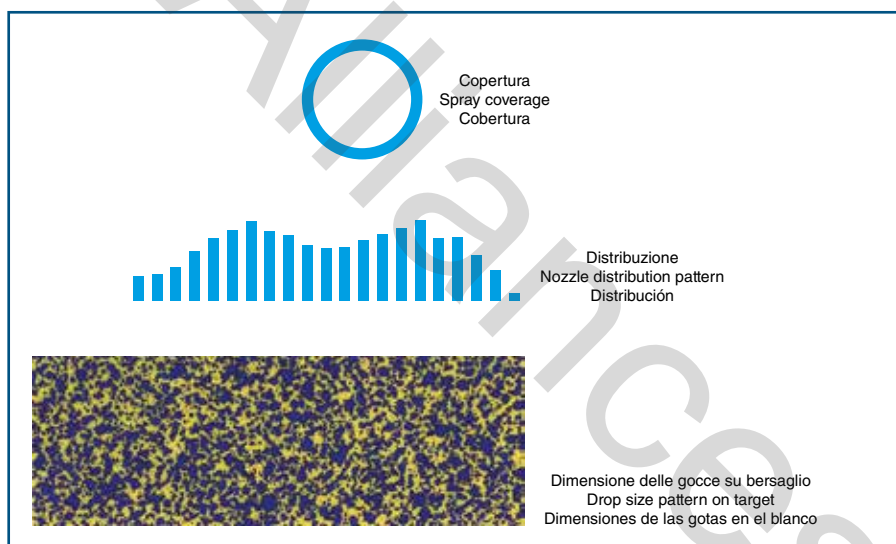 Alliances
Copertura
Spray coverage
Cobertura
Distribuzione
Nozzle distribution pattern
Distribución
Dimensione delle gocce su bersaglio
Drop size pattern on target
Dimensiones de las gotas en el blanco